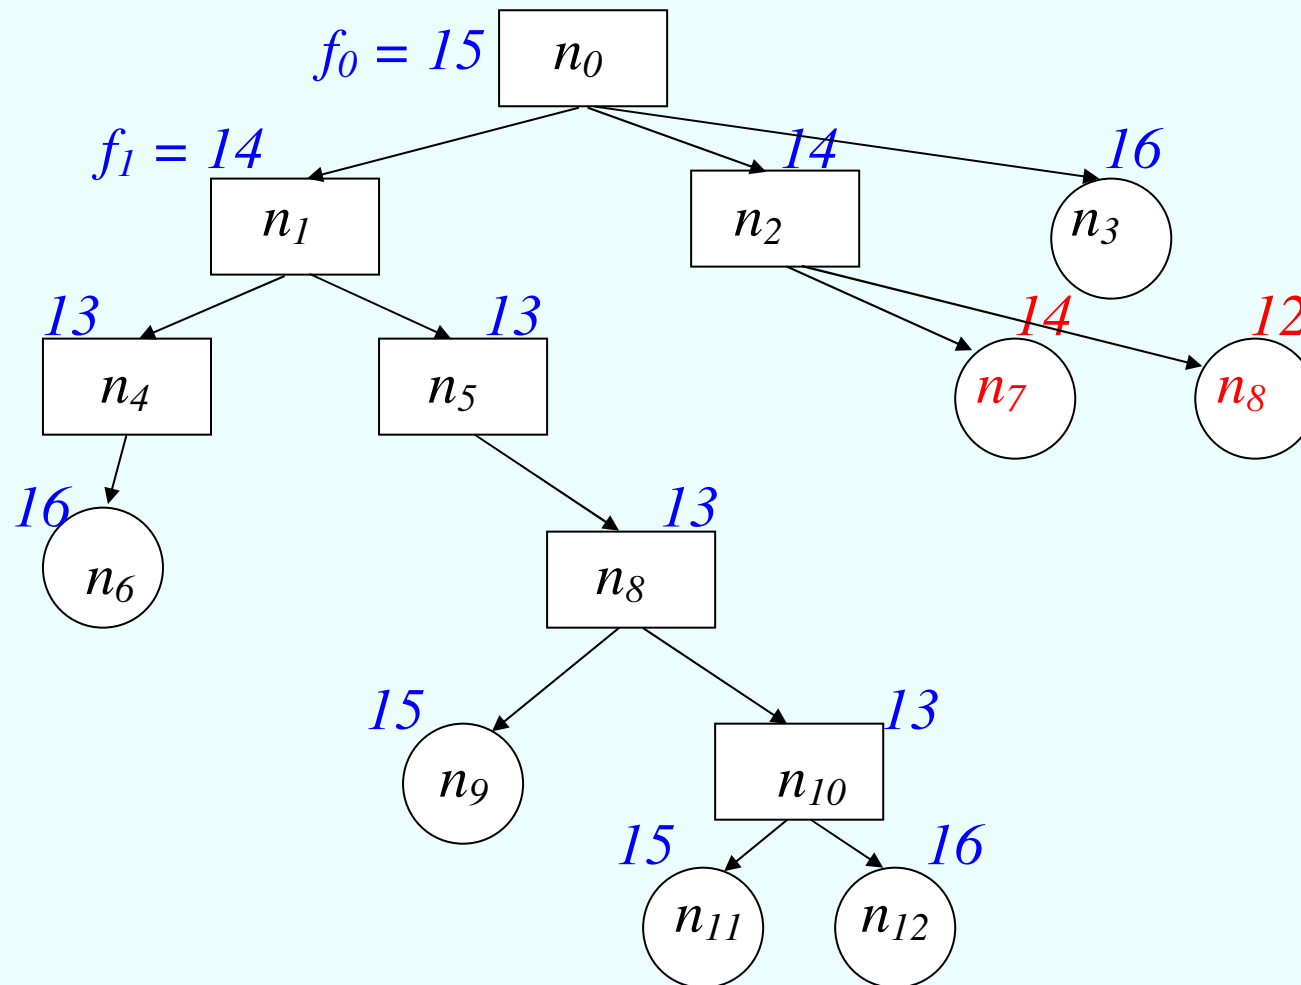 f₀ = 15
n₀
f₁ = 14
14
16
n₁
n₂
n₃
13
13
14
12
n₄
n₅
n₇
n₈
16
13
n₆
n₈
15
13
n₉
n₁₀
15
16
n₁₁
n₁₂